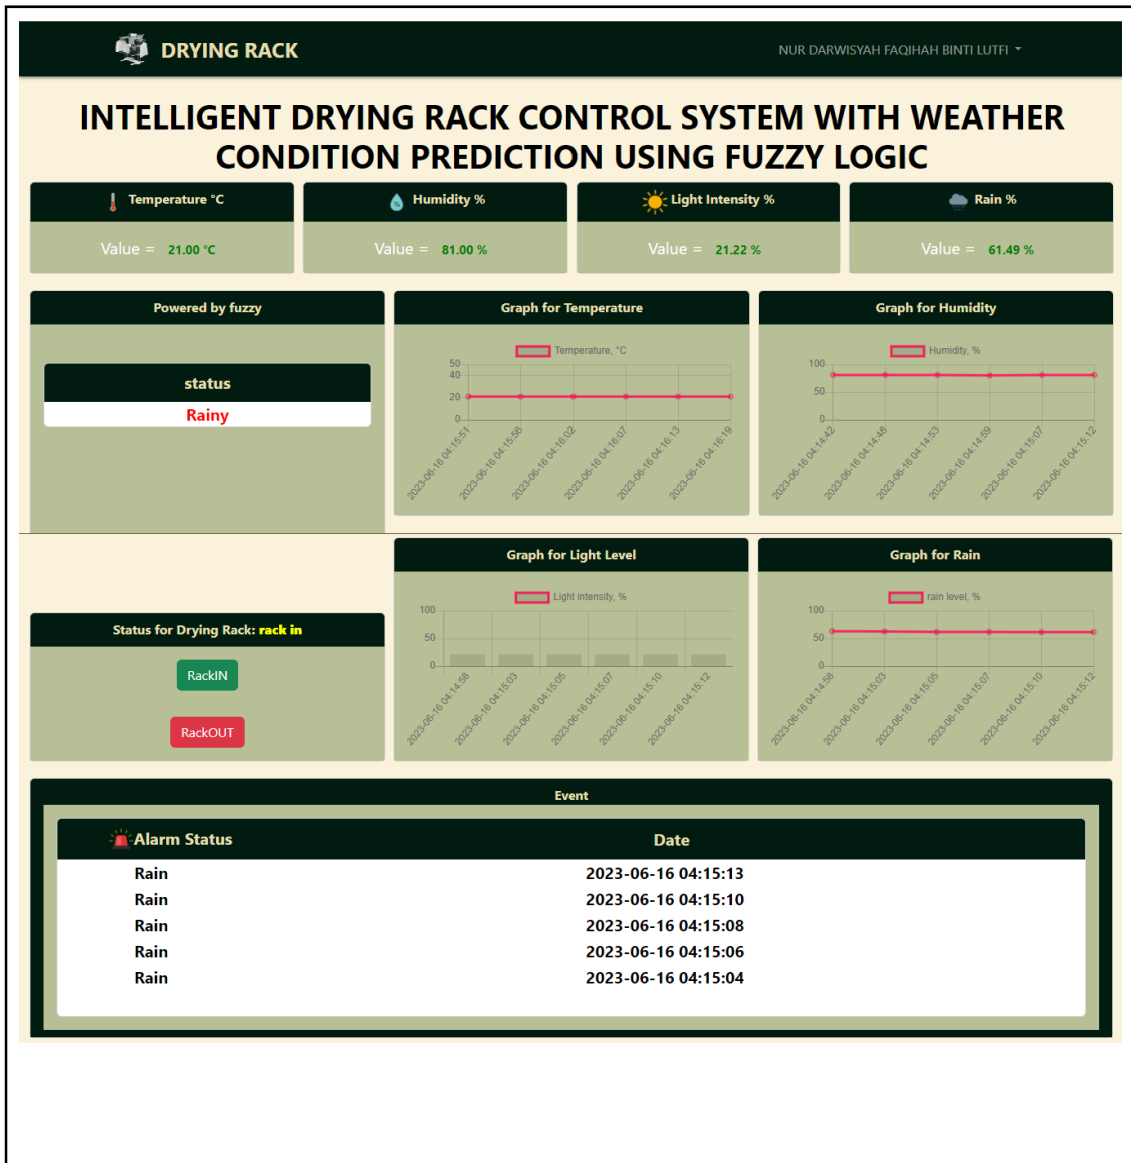 DRYING RACK
NUR DARWISYAH FAQIHAH BINTI LUTFI
INTELLIGENT DRYING RACK CONTROL SYSTEM WITH WEATHER
CONDITION PREDICTION USING FUZZY LOGIC
Temperature °C
Value = 21.00 °C
Humidity %
Value = 81.00 %
Light Intensity %
Value = 21.22 %
Rain %
Value = 61.49 %
Powered by fuzzy
status
Rainy
Graph for Temperature
Temperature, °C
50
40
20
0
2023-06-16 04:15:51
2023-06-16 04:15:56
2023-06-16 04:16:02
2023-06-16 04:16:07
2023-06-16 04:16:13
2023-06-16 04:16:19
Graph for Humidity
Humidity, %
100
50
0
2023-06-16 04:14:42
2023-06-16 04:14:48
2023-06-16 04:14:53
2023-06-16 04:14:59
2023-06-16 04:15:07
2023-06-16 04:15:12
Status for Drying Rack: rack in
RackIN
RackOUT
Graph for Light Level
Light intensity, %
100
50
0
2023-06-16 04:14:58
2023-06-16 04:15:03
2023-06-16 04:15:05
2023-06-16 04:15:07
2023-06-16 04:15:10
2023-06-16 04:15:12
Graph for Rain
rain level, %
100
50
0
2023-06-16 04:14:58
2023-06-16 04:15:03
2023-06-16 04:15:05
2023-06-16 04:15:07
2023-06-16 04:15:10
2023-06-16 04:15:12
Event
Alarm Status Date
Rain 2023-06-16 04:15:13
Rain 2023-06-16 04:15:10
Rain 2023-06-16 04:15:08
Rain 2023-06-16 04:15:06
Rain 2023-06-16 04:15:04